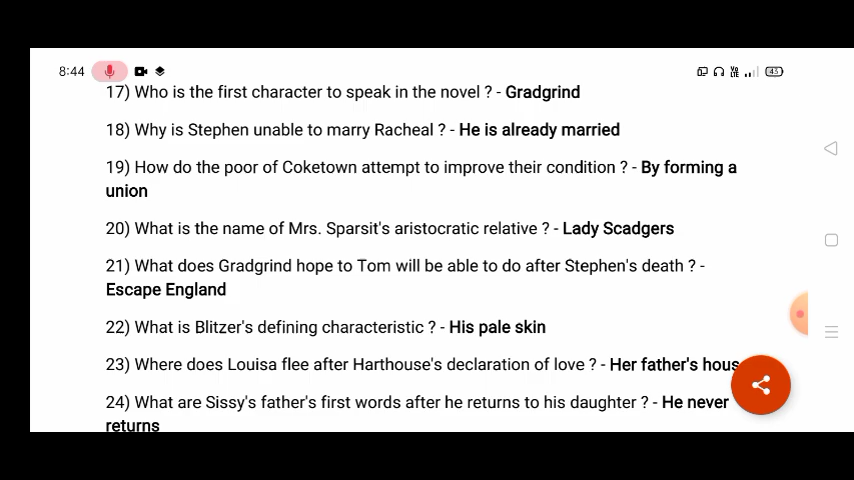 8:44
17) Who is the first character to speak in the novel ? - Gradgrind
18) Why is Stephen unable to marry Racheal ? - He is already married
19) How do the poor of Coketown attempt to improve their condition ? - By forming a
union
20) What is the name of Mrs. Sparsit's aristocratic relative ? - Lady Scadgers
21) What does Gradgrind hope to Tom will be able to do after Stephen's death ? -
Escape England
22) What is Blitzer's defining characteristic ? - His pale skin
23) Where does Louisa flee after Harthouse's declaration of love ? - Her father's hous
24) What are Sissy's father's first words after he returns to his daughter ? - He never
returns